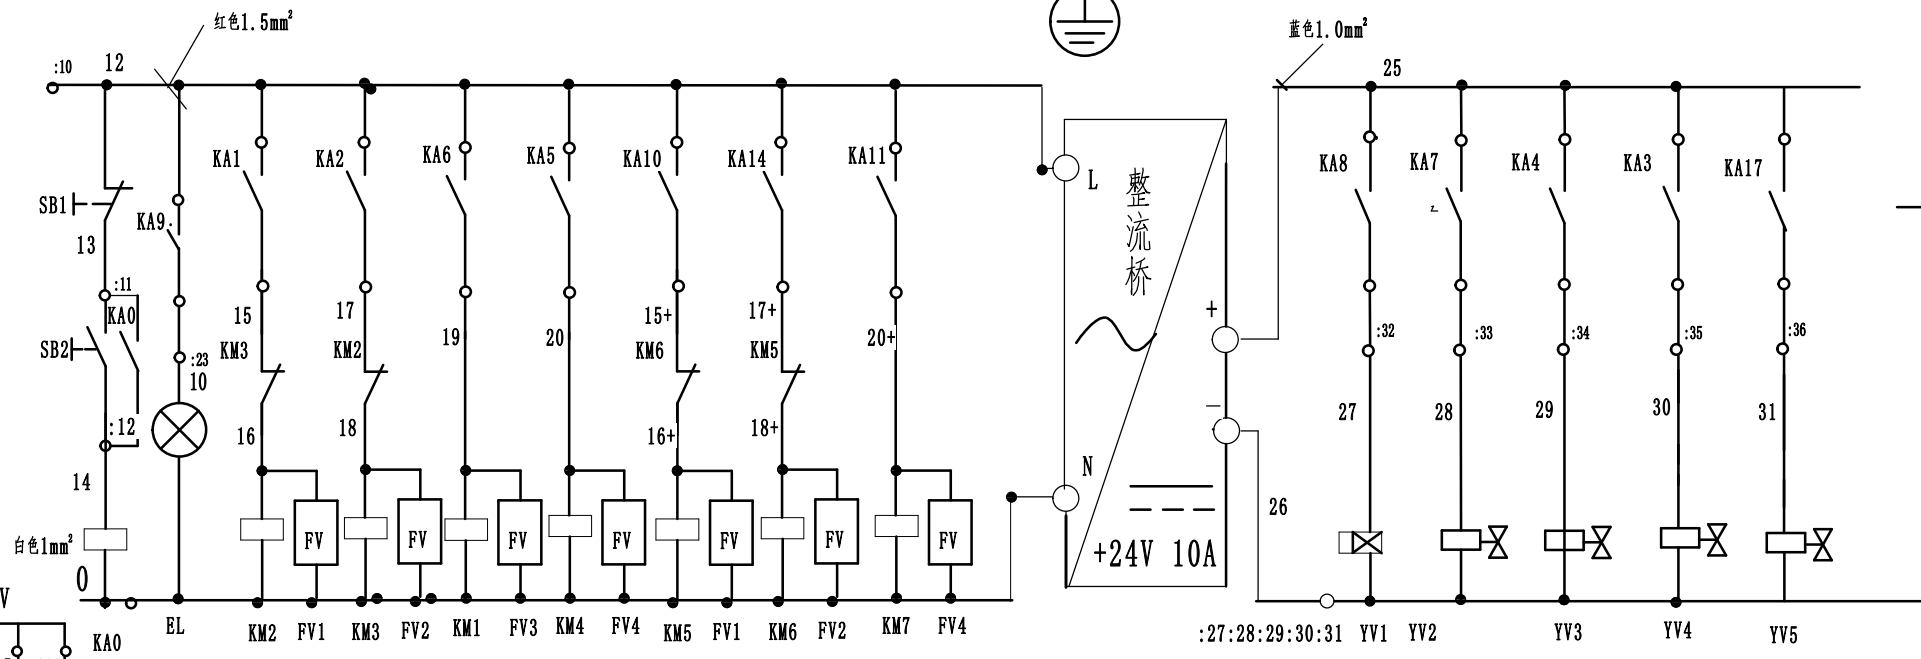 红色1.5mm²
蓝色1.0mm²
:10
12
25
KA1
KA2
KA6
KA5
KA10
KA14
KA11
L
整流桥
KA8
KA7
KA4
KA3
KA17
SB1
KA9
13
:11
KA0
15
17
19
20
15+
17+
20+
+
:32
:33
:34
:35
:36
SB2
:23
10
KM3
KM2
KM6
KM5
−
:12
16
18
16+
18+
27
28
29
30
31
14
N
26
白色1mm²
FV
FV
FV
FV
FV
FV
FV
+24V 10A
0
V
KA0
EL
KM2
FV1
KM3
FV2
KM1
FV3
KM4
FV4
KM5
FV1
KM6
FV2
KM7
FV4
:27:28:29:30:31
YV1
YV2
YV3
YV4
YV5